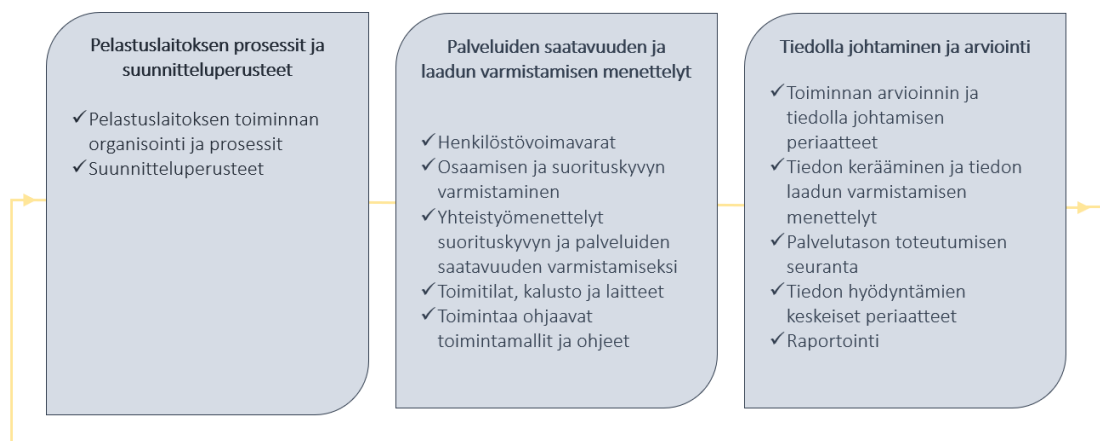 Pelastuslaitoksen prosessit ja
suunnitteluperusteet
✓Pelastuslaitoksen toiminnan
organisointi ja prosessit
✓Suunnitteluperusteet
Palveluiden saatavuuden ja
laadun varmistamisen menettelyt
✓Henkilöstövoimavarat
✓Osaamisen ja suorituskyvyn
varmistaminen
✓Yhteistyömenettelyt
suorituskyvyn ja palveluiden
saatavuuden varmistamiseksi
✓Toimitilat, kalusto ja laitteet
✓Toimintaa ohjaavat
toimintamallit ja ohjeet
Tiedolla johtaminen ja arviointi
✓Toiminnan arvioinnin ja
tiedolla johtamisen
periaatteet
✓Tiedon kerääminen ja tiedon
laadun varmistamisen
menettelyt
✓Palvelutason toteutumisen
seuranta
✓Tiedon hyödyntämien
keskeiset periaatteet
✓Raportointi